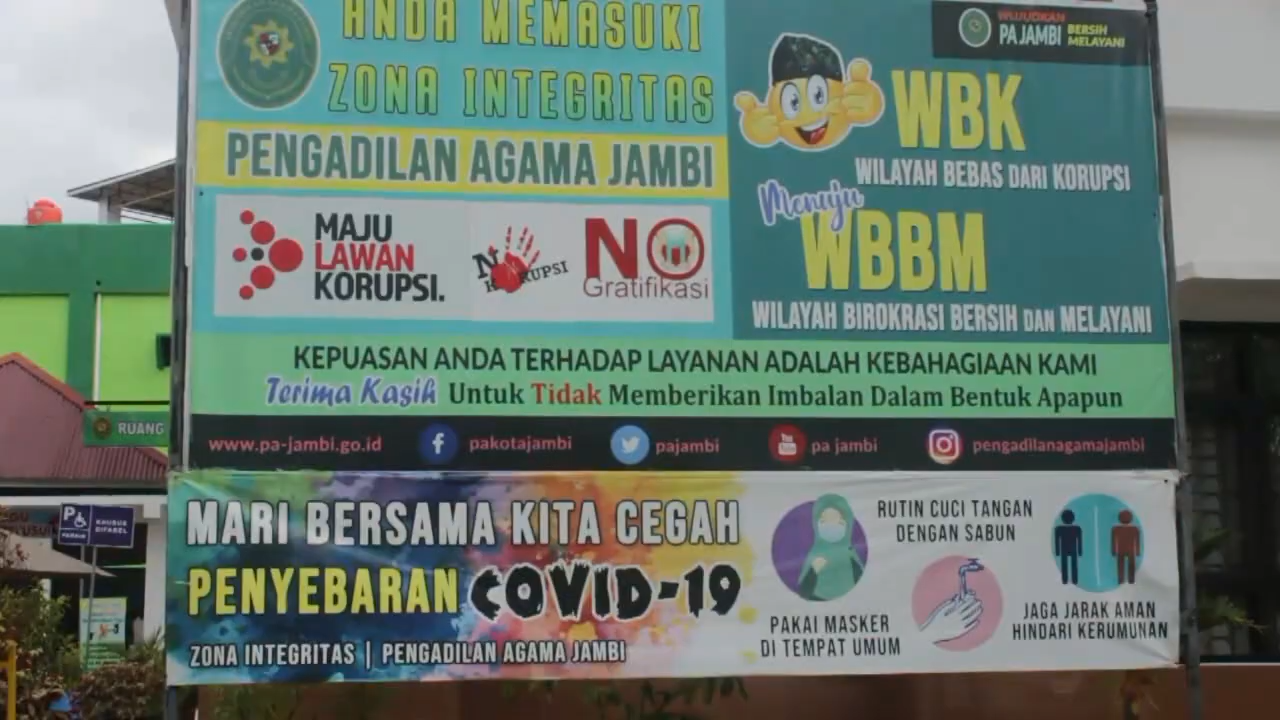 ANDA MEMASUKI
ZONA INTEGRITAS
PENGADILAN AGAMA JAMBI
MAJU
LAWAN
KORUPSI.
NO
KORUPSI
NO
Gratifikasi
WUJUDKAN
PA JAMBI BERSIH
MELAYANI
WBK
WILAYAH BEBAS DARI KORUPSI
Menuju
WBBM
WILAYAH BIROKRASI BERSIH DAN MELAYANI
KEPUASAN ANDA TERHADAP LAYANAN ADALAH KEBAHAGIAAN KAMI
Terima Kasih Untuk Tidak Memberikan Imbalan Dalam Bentuk Apapun
www.pa-jambi.go.id pakotajambi pajambi pa jambi pengadilanagamajambi
MARI BERSAMA KITA CEGAH
PENYEBARAN COVID-19
ZONA INTEGRITAS | PENGADILAN AGAMA JAMBI
PAKAI MASKER
DI TEMPAT UMUM
RUTIN CUCI TANGAN
DENGAN SABUN
JAGA JARAK AMAN
HINDARI KERUMUNAN
RUANG
P
PARKIR
KHUSUS
DIFABEL